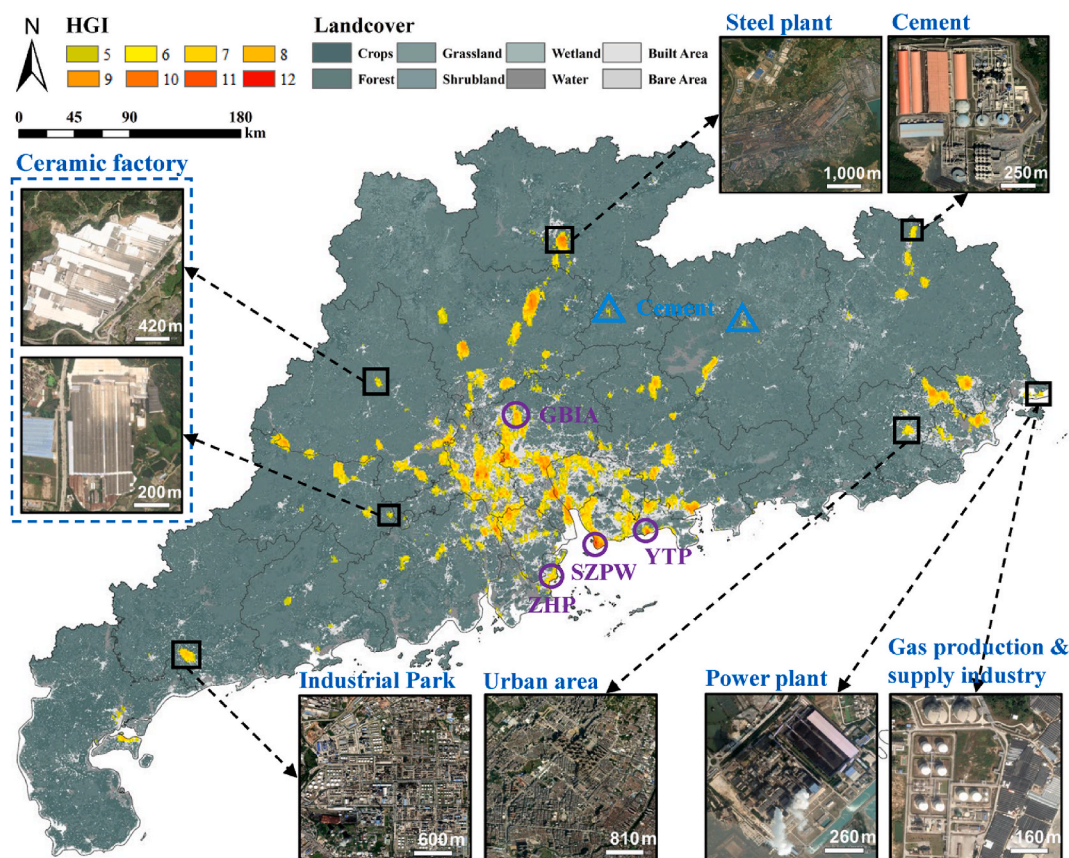 N
HGI
5 6 7 8
9 10 11 12
Landcover
Crops Grassland Wetland Built Area
Forest Shrubland Water Bare Area
0 45 90 180
km
Steel plant
1,000 m
Cement
250 m
Ceramic factory
420 m
200 m
Cement
GBIA
YTP
SZPW
ZHP
Industrial Park
600 m
Urban area
810 m
Power plant
260 m
Gas production &
supply industry
160 m